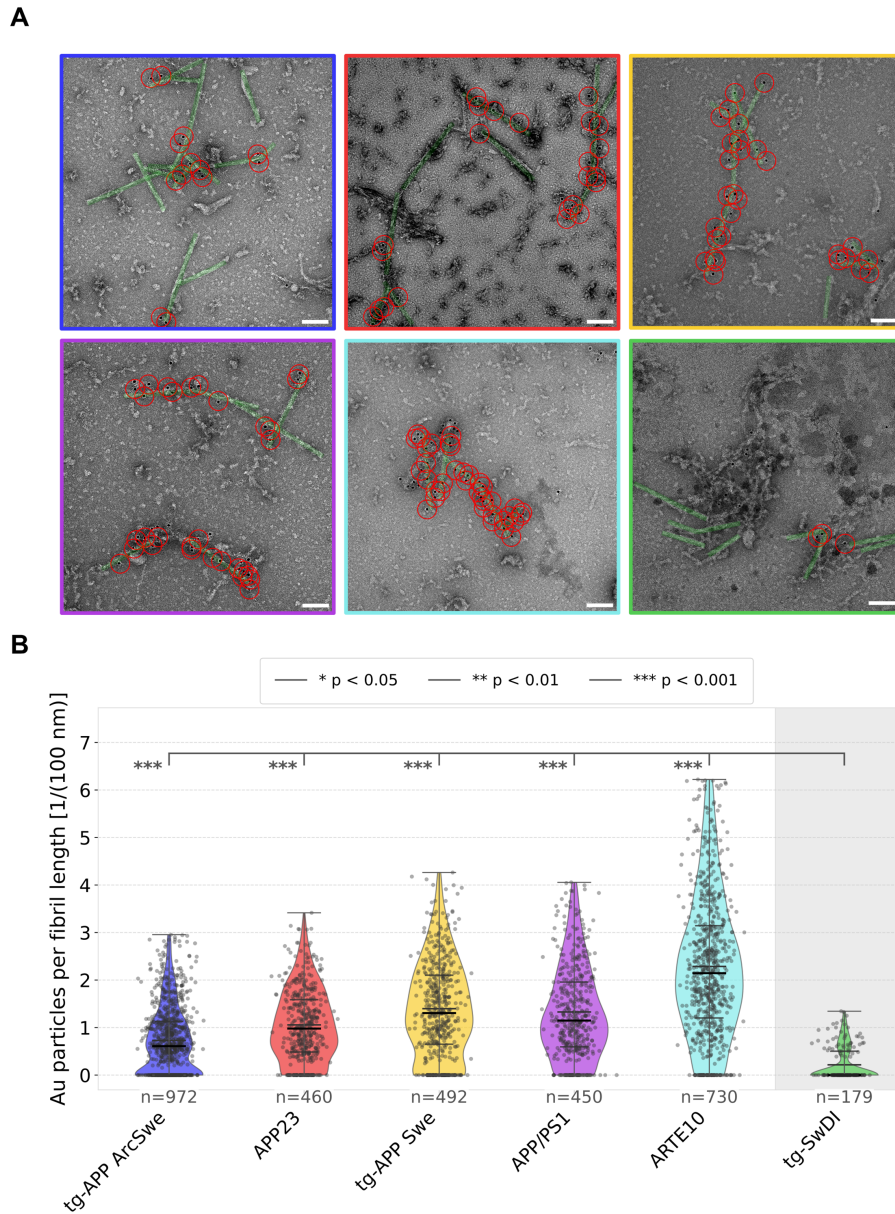 A
B
* p < 0.05 ** p < 0.01 *** p < 0.001
Au particles per fibril length [1/(100 nm)]
7
6
5
4
3
2
1
0
*** *** *** *** ***
n=972 n=460 n=492 n=450 n=730 n=179
tg-APP ArcSwe APP23 tg-APP Swe APP/PS1 ARTE10 tg-SwDI